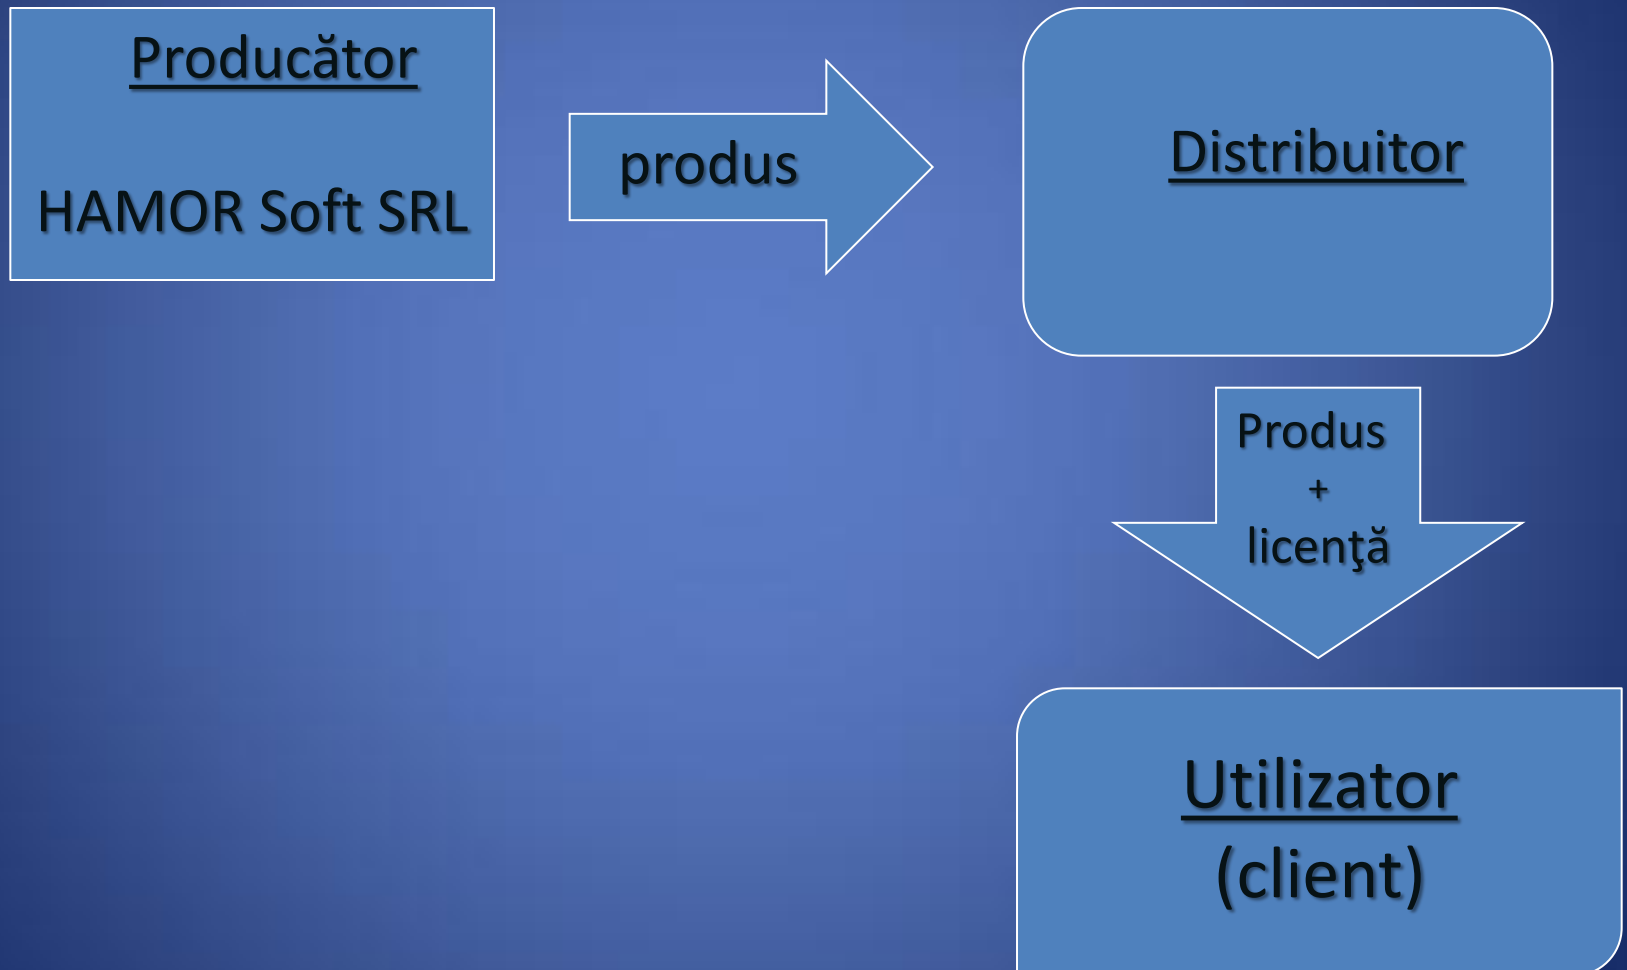 Producător
HAMOR Soft SRL
produs
Distribuitor
Produs
+
licenţă
Utilizator
(client)